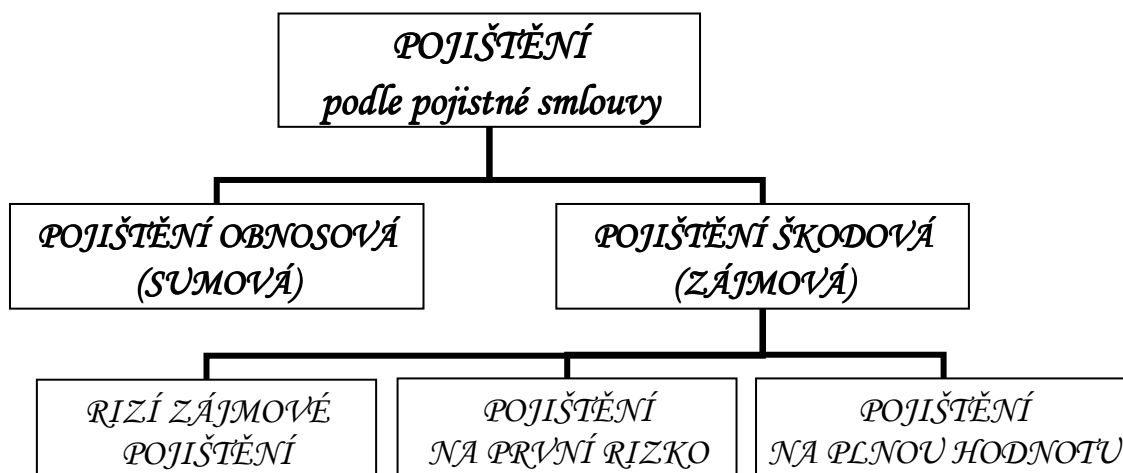 POJIŠTĚNÍ
podle pojistné smlouvy
POJIŠTĚNÍ OBNOSOVÁ
(SUMOVÁ)
POJIŠTĚNÍ ŠKODOVÁ
(ZÁJMOVÁ)
RIZÍ ZÁJMOVÉ
POJIŠTĚNÍ
POJIŠTĚNÍ
NA PRVNÍ RIZKO
POJIŠTĚNÍ
NA PLNOU HODNOTU